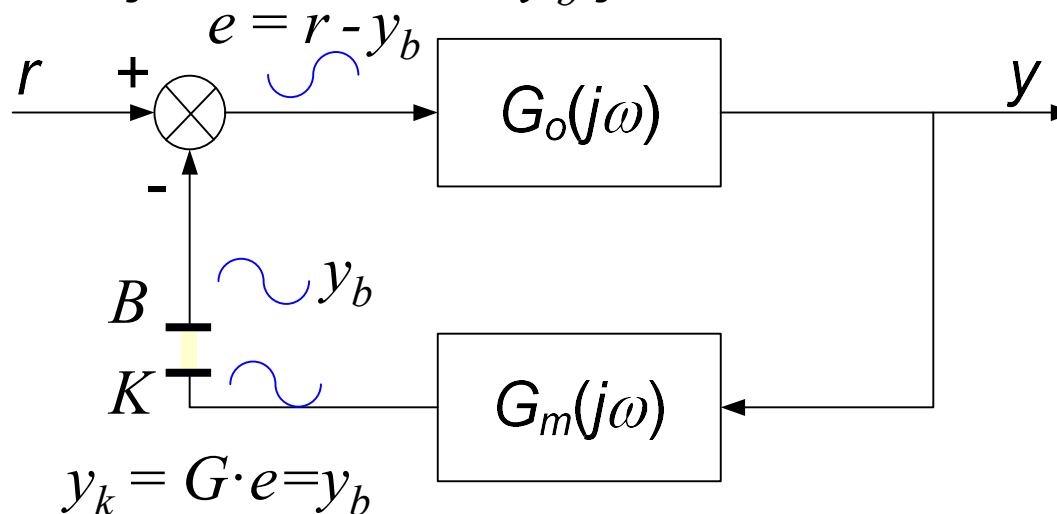 e = r - y_b
r
+
G_o(jω)
y
-
y_b
B
K
G_m(jω)
y_k = G·e=y_b